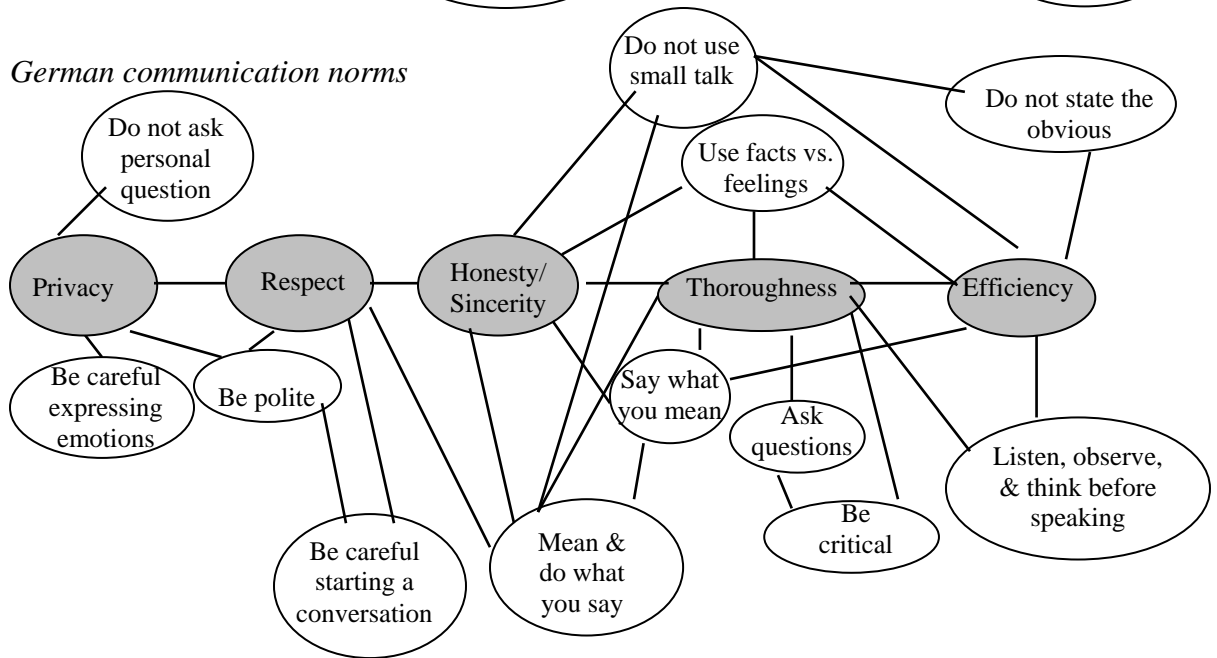 German communication norms
Do not use
small talk
Do not state the
obvious
Do not ask
personal
question
Use facts vs.
feelings
Privacy
Respect
Honesty/
Sincerity
Thoroughness
Efficiency
Be careful
expressing
emotions
Be polite
Say what
you mean
Ask
questions
Listen, observe,
& think before
speaking
Be careful
starting a
conversation
Mean &
do what
you say
Be
critical